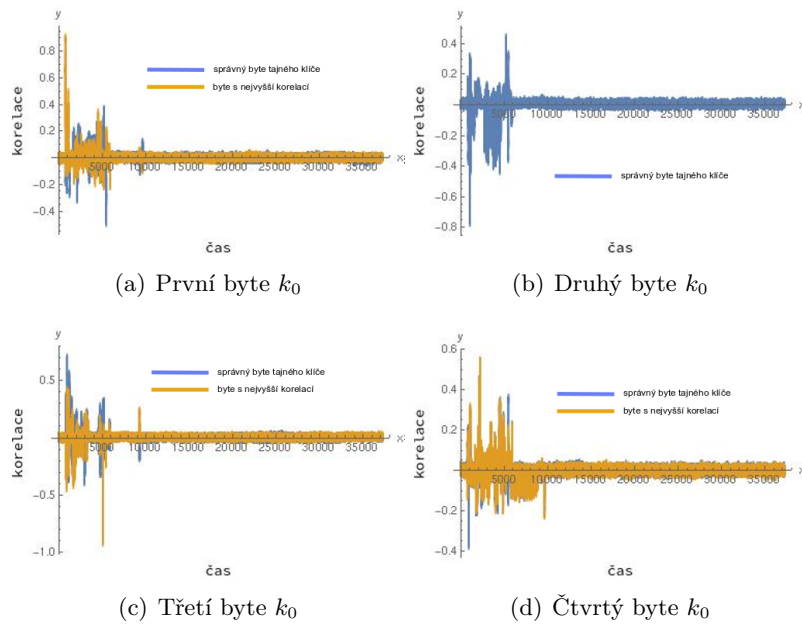 y
0.8
0.6
0.4
0.2
-0.2
-0.4
5000 10000 15000 20000 25000 30000 35000
x
korelace
čas
správný byte tajného klíče
byte s nejvyšší korelací
(a) První byte k0
y
0.4
0.2
-0.2
-0.4
-0.6
-0.8
5000 10000 15000 20000 25000 30000 35000
x
korelace
čas
správný byte tajného klíče
(b) Druhý byte k0
y
0.5
-0.5
-1.0
5000 10000 15000 20000 25000 30000 35000
x
korelace
čas
správný byte tajného klíče
byte s nejvyšší korelací
(c) Třetí byte k0
y
0.6
0.4
0.2
-0.2
-0.4
5000 10000 15000 20000 25000 30000 35000
x
korelace
čas
správný byte tajného klíče
byte s nejvyšší korelací
(d) Čtvrtý byte k0